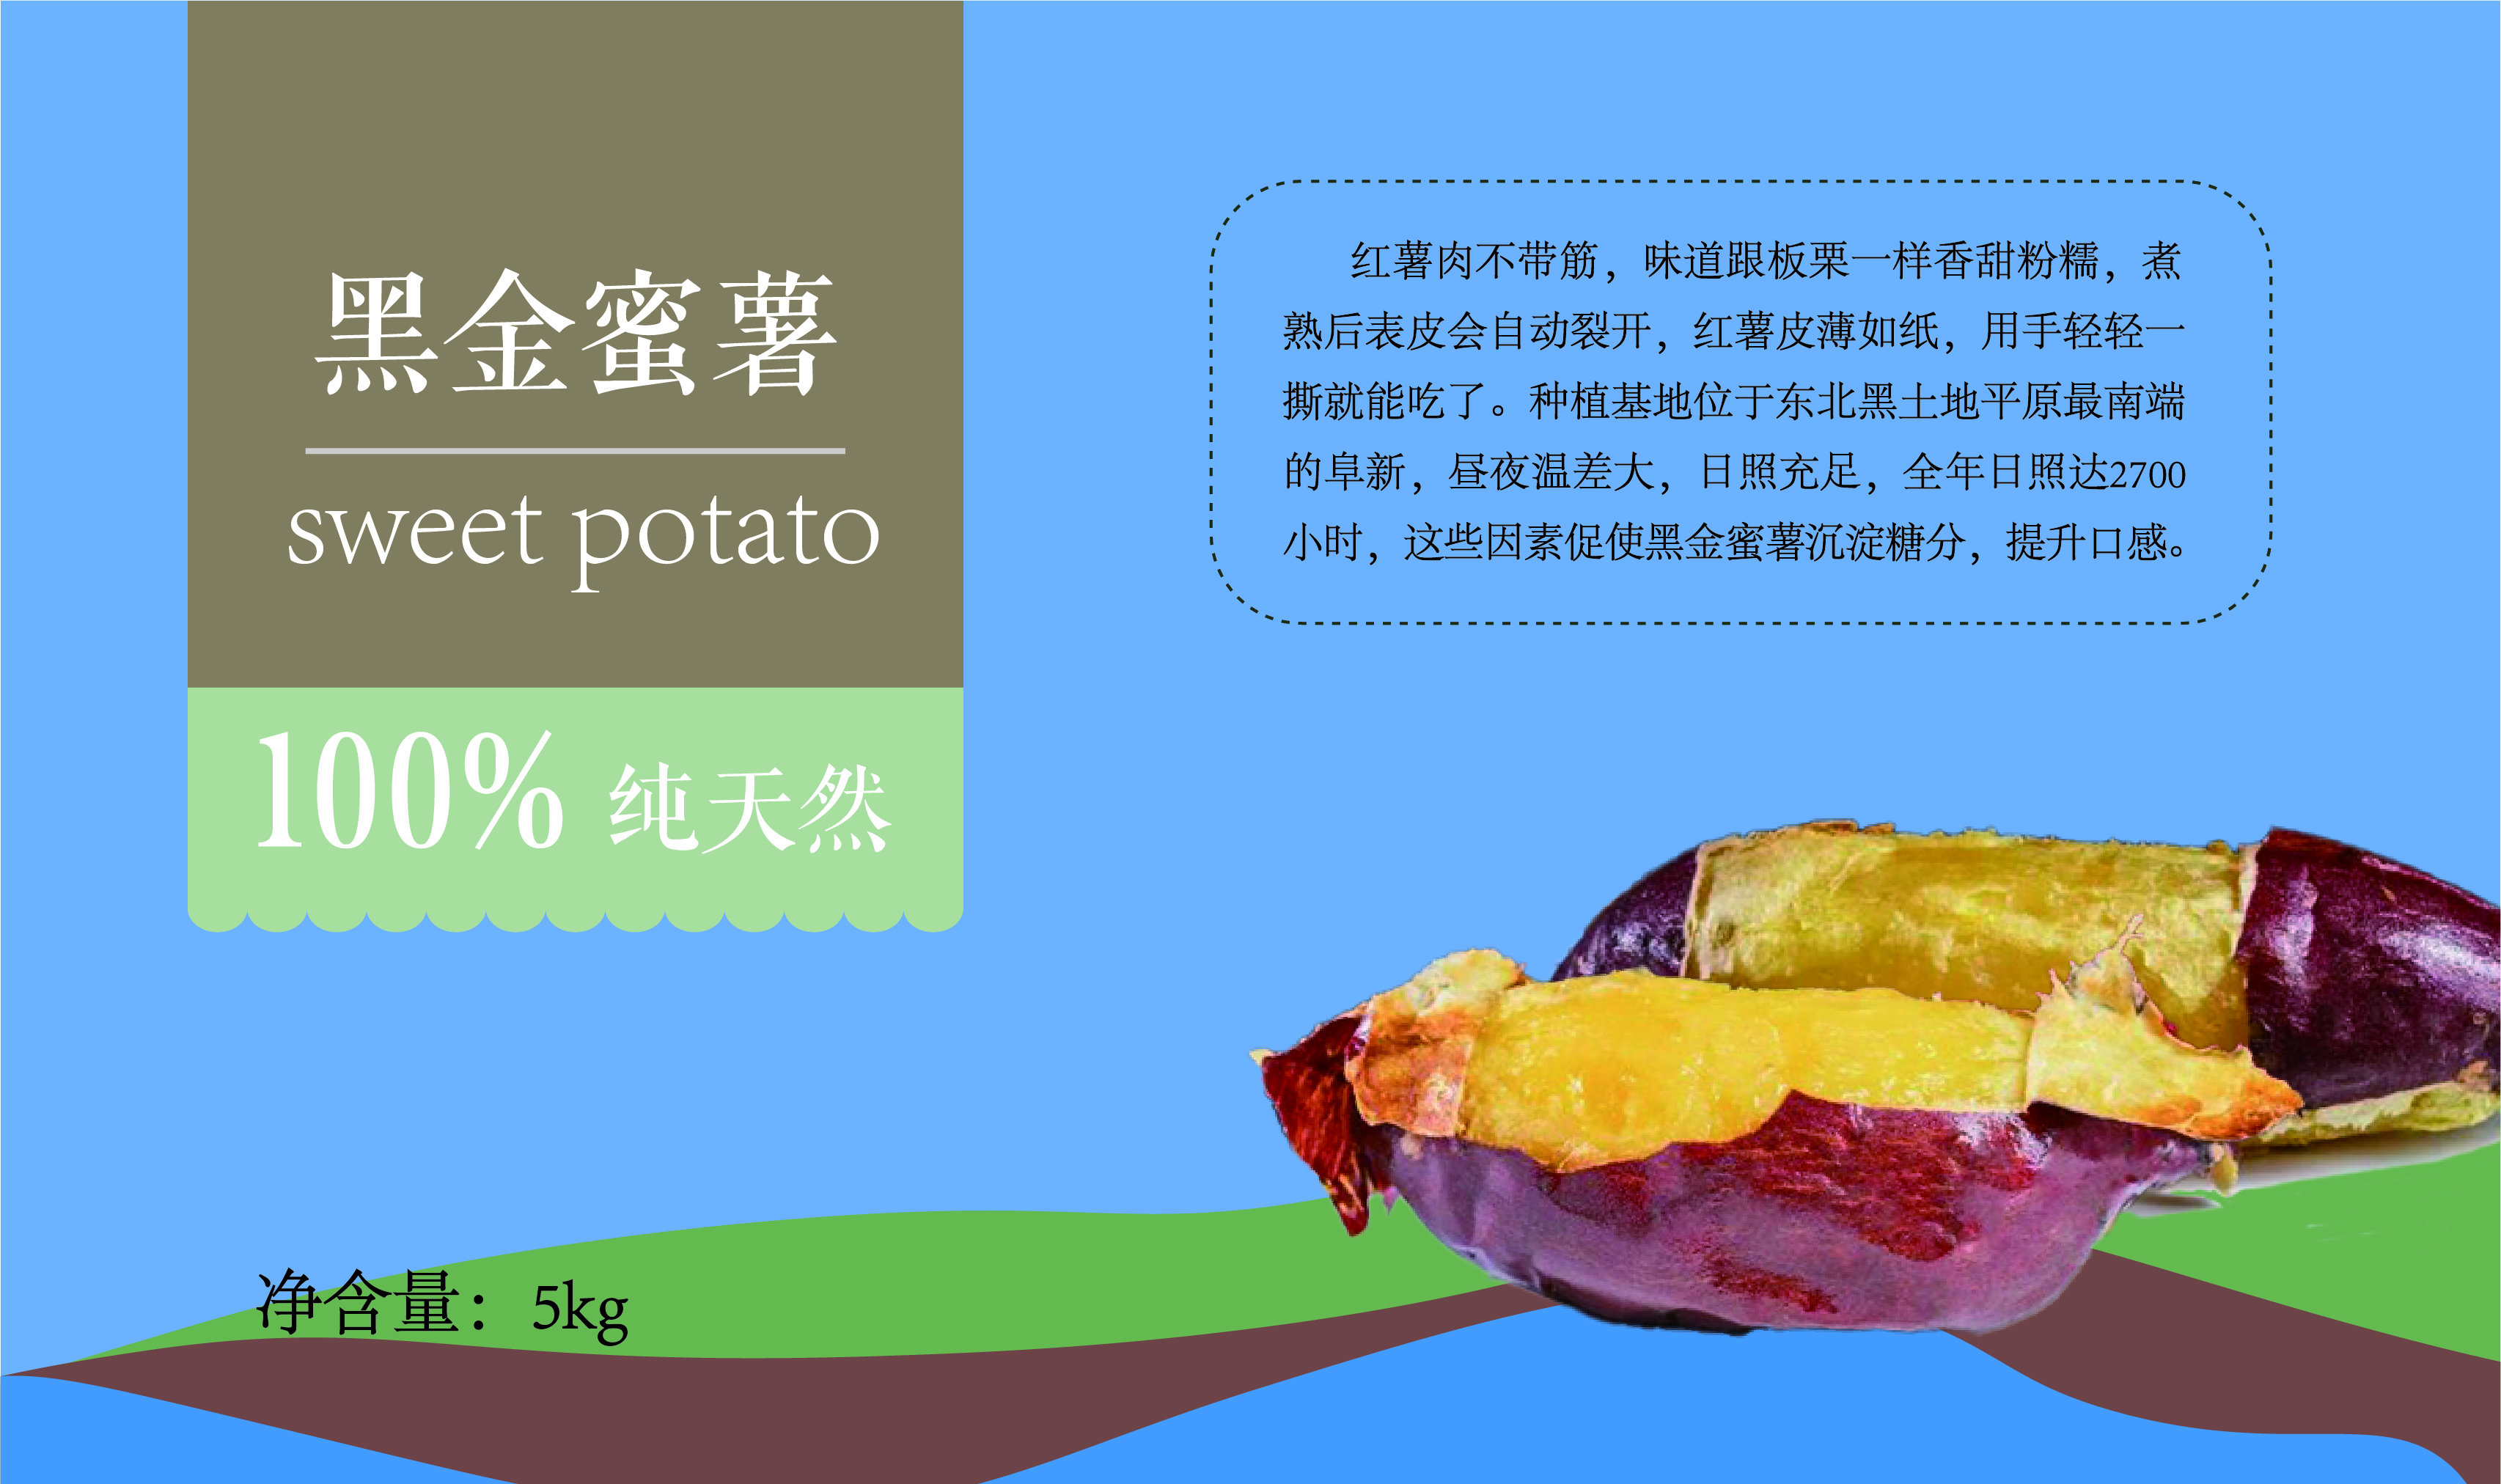 黑金蜜薯
sweet potato
100% 纯天然
红薯肉不带筋，味道跟板栗一样香甜粉糯，煮
熟后表皮会自动裂开，红薯皮薄如纸，用手轻轻一
撕就能吃了。种植基地位于东北黑土地平原最南端
的阜新，昼夜温差大，日照充足，全年日照达2700
小时，这些因素促使黑金蜜薯沉淀糖分，提升口感。
净含量：5kg